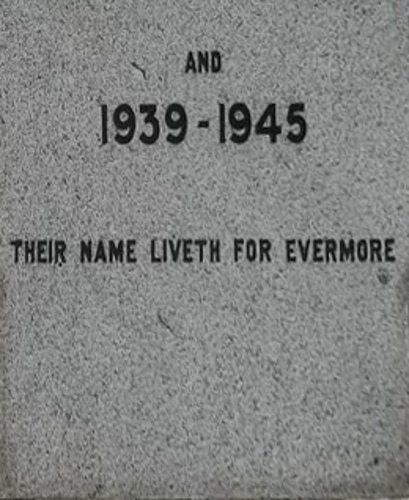 AND
1939-1945
THEIR NAME LIVETH FOR EVERMORE